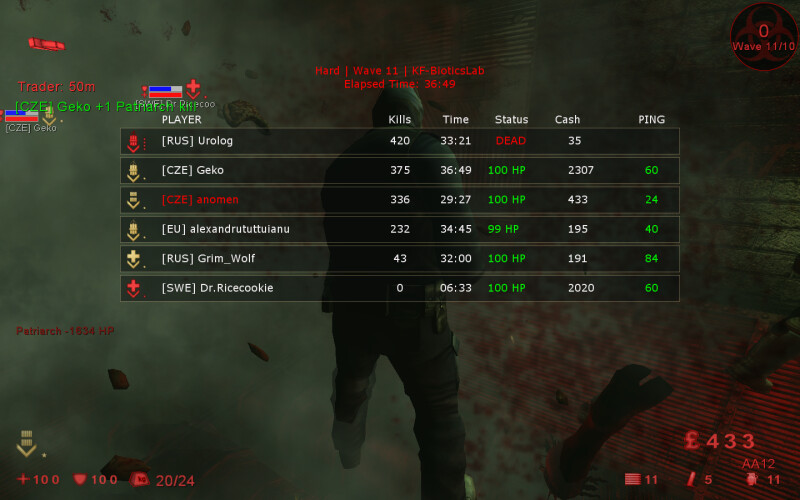 0
Wave 11/10
Hard | Wave 11 | KF-BioticsLab
Elapsed Time: 36:49
Trader: 50m
[SWE] Dr.Ricecoo
[CZE] Geko +1 Patriarch kill
[CZE] Geko
PLAYER Kills Time Status Cash PING
[RUS] Urolog 420 33:21 DEAD 35
[CZE] Geko 375 36:49 100 HP 2307 60
[CZE] anomen 336 29:27 100 HP 433 24
[EU] alexandrututtuianu 232 34:45 99 HP 195 40
[RUS] Grim_Wolf 43 32:00 100 HP 191 84
[SWE] Dr.Ricecookie 0 06:33 100 HP 2020 60
Patriarch -1634 HP
£433
AA12
100 100 20/24 11 5 11